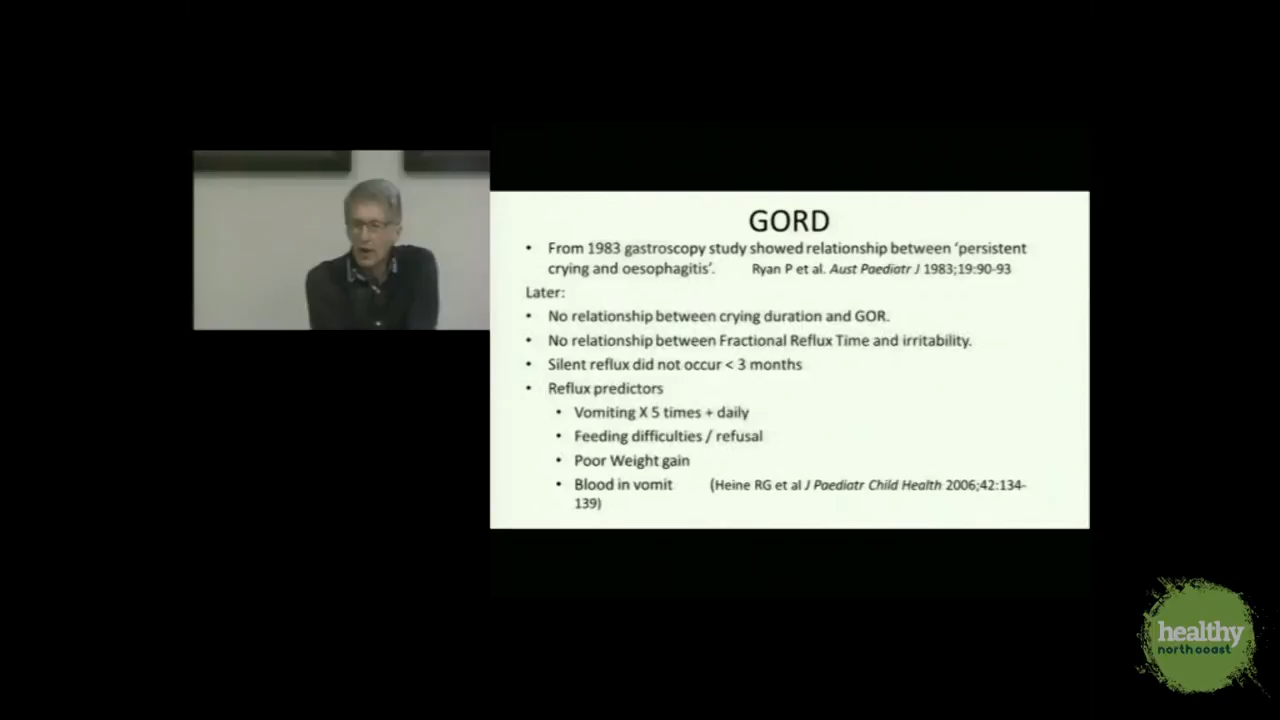 GORD
• From 1983 gastroscopy study showed relationship between 'persistent
crying and oesophagitis'. Ryan P et al. Aust Paediatr J 1983;19:90-93
Later:
• No relationship between crying duration and GOR.
• No relationship between Fractional Reflux Time and irritability.
• Silent reflux did not occur < 3 months
• Reflux predictors
• Vomiting X 5 times + daily
• Feeding difficulties / refusal
• Poor Weight gain
• Blood in vomit (Heine RG et al J Paediatr Child Health 2006;42:134-
139)
healthy
north coast